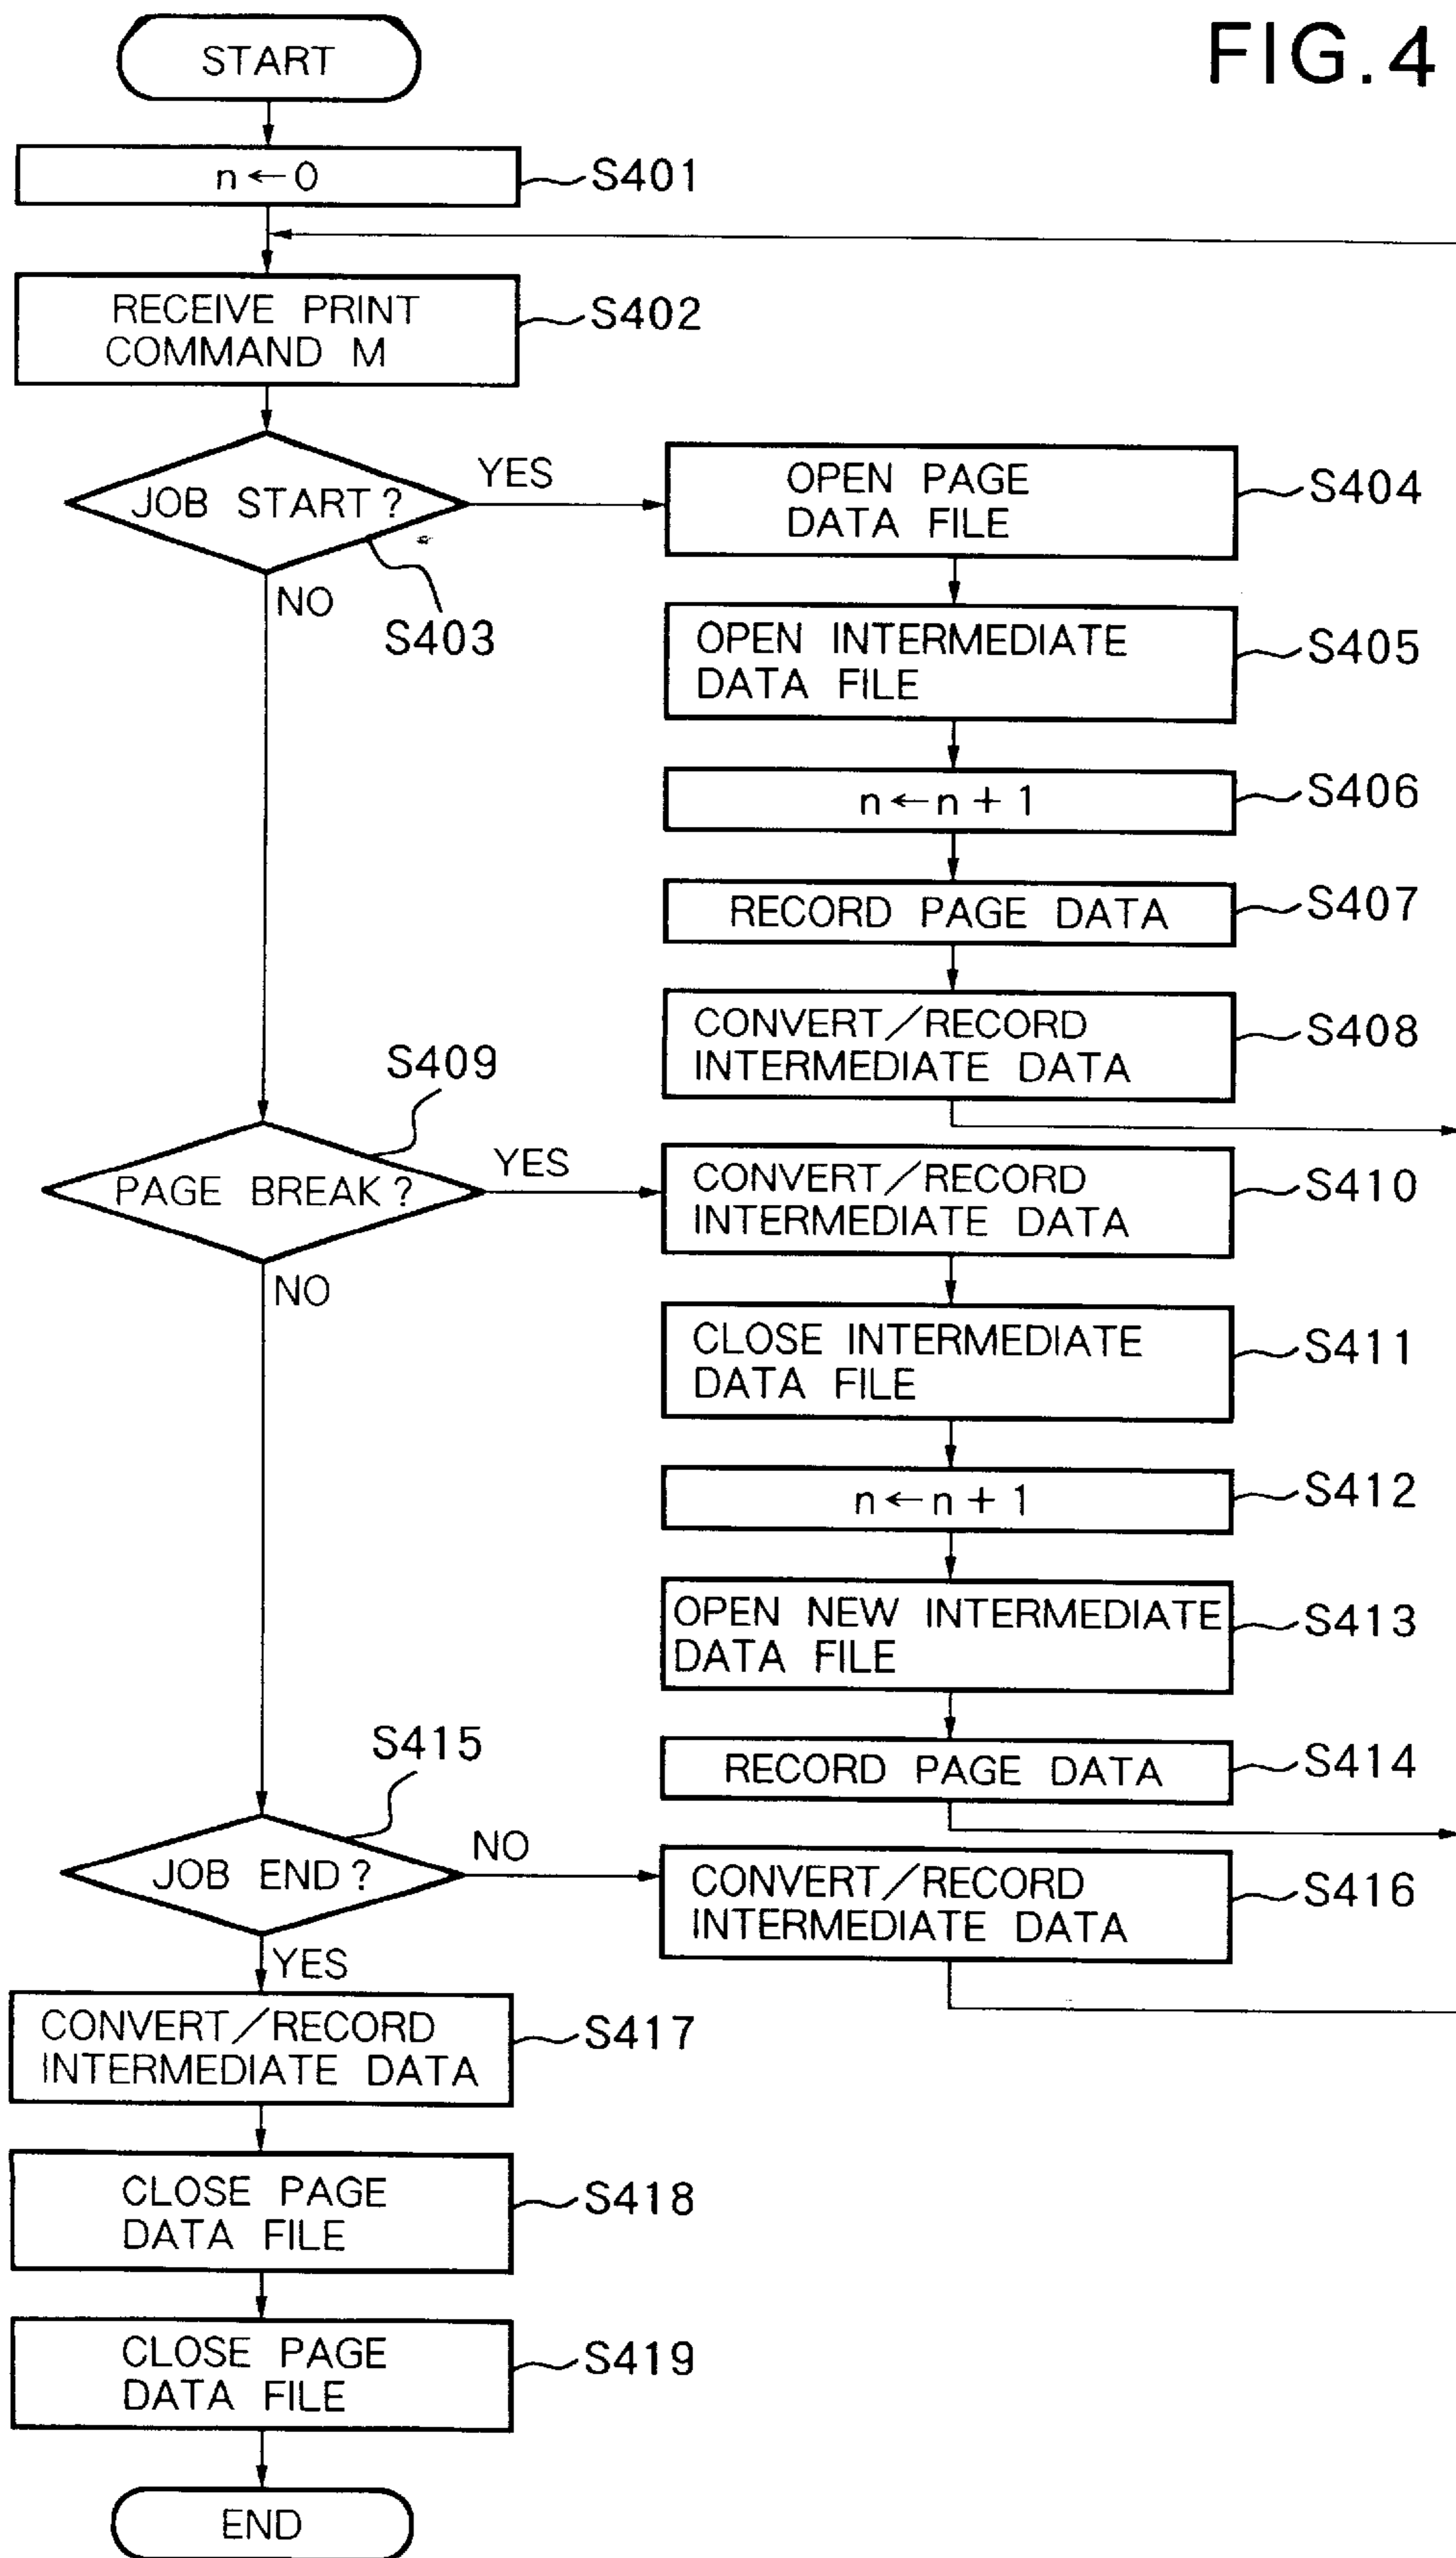 FIG.4
START
n←0
S401
RECEIVE PRINT
COMMAND M
S402
JOB START?
YES
NO
S403
OPEN PAGE
DATA FILE
S404
OPEN INTERMEDIATE
DATA FILE
S405
n←n+1
S406
RECORD PAGE DATA
S407
CONVERT/RECORD
INTERMEDIATE DATA
S408
S409
PAGE BREAK?
YES
NO
CONVERT/RECORD
INTERMEDIATE DATA
S410
CLOSE INTERMEDIATE
DATA FILE
S411
n←n+1
S412
OPEN NEW INTERMEDIATE
DATA FILE
S413
RECORD PAGE DATA
S414
S415
JOB END?
NO
YES
CONVERT/RECORD
INTERMEDIATE DATA
S416
CONVERT/RECORD
INTERMEDIATE DATA
S417
CLOSE PAGE
DATA FILE
S418
CLOSE PAGE
DATA FILE
S419
END